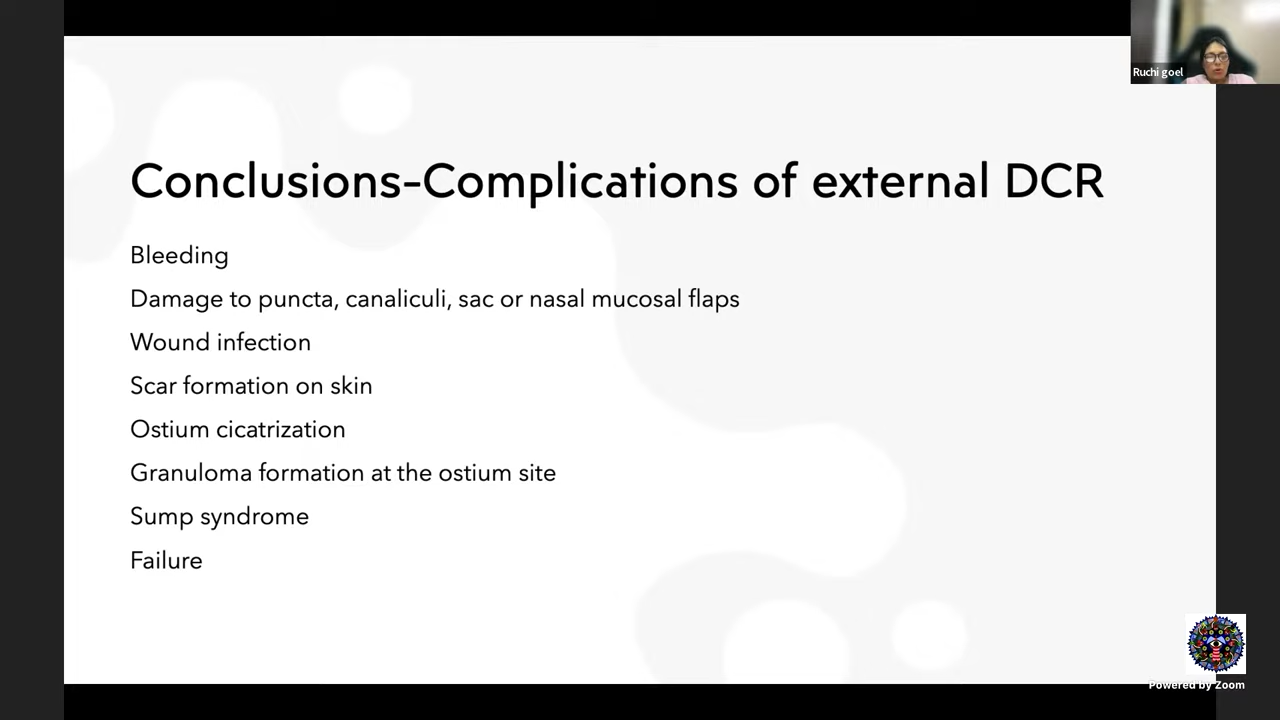 Ruchi goel
Conclusions-Complications of external DCR
Bleeding
Damage to puncta, canaliculi, sac or nasal mucosal flaps
Wound infection
Scar formation on skin
Ostium cicatrization
Granuloma formation at the ostium site
Sump syndrome
Failure
Powered by Zoom